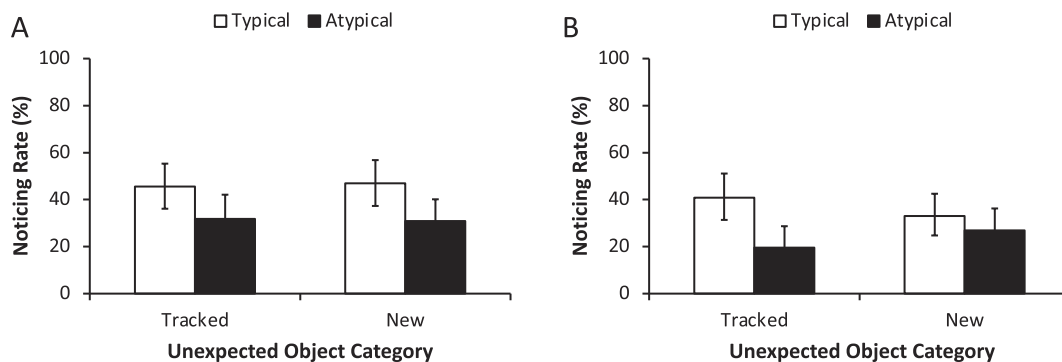 A
Typical Atypical
100
80
60
40
20
0
Noticing Rate (%)
Tracked New
Unexpected Object Category
B
Typical Atypical
100
80
60
40
20
0
Noticing Rate (%)
Tracked New
Unexpected Object Category